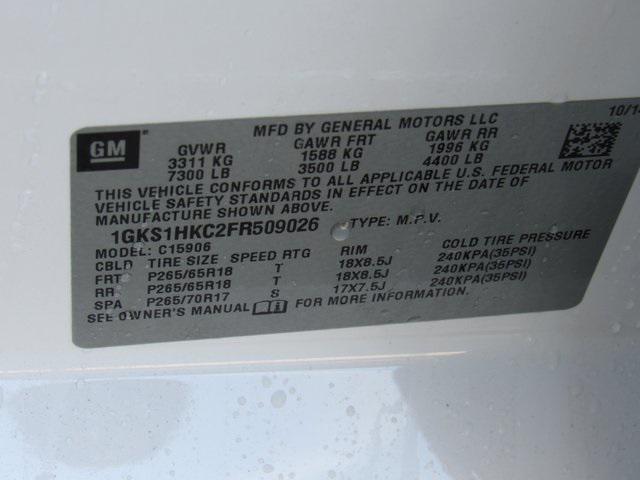 MFD BY GENERAL MOTORS LLC
10/14
GM
GVWR GAWR FRT GAWR RR
3311 KG 1588 KG 1996 KG
7300 LB 3500 LB 4400 LB
THIS VEHICLE CONFORMS TO ALL APPLICABLE U.S. FEDERAL MOTOR
VEHICLE SAFETY STANDARDS IN EFFECT ON THE DATE OF
MANUFACTURE SHOWN ABOVE.
1GKS1HKC2FR509026 TYPE: M.P.V.
MODEL: C15906
CBLD TIRE SIZE SPEED RTG RIM COLD TIRE PRESSURE
FRT P265/65R18 T 18X8.5J 240KPA(35PSI)
RR P265/65R18 T 18X8.5J 240KPA(35PSI)
SPA P265/70R17 S 17X7.5J 240KPA(35PSI)
SEE OWNER'S MANUAL FOR MORE INFORMATION.